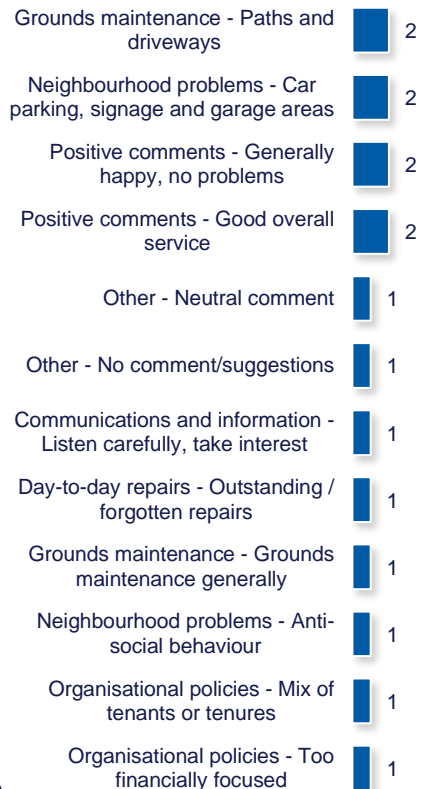 Grounds maintenance - Paths and
driveways
2
Neighbourhood problems - Car
parking, signage and garage areas
2
Positive comments - Generally
happy, no problems
2
Positive comments - Good overall
service
2
Other - Neutral comment
1
Other - No comment/suggestions
1
Communications and information -
Listen carefully, take interest
1
Day-to-day repairs - Outstanding /
forgotten repairs
1
Grounds maintenance - Grounds
maintenance generally
1
Neighbourhood problems - Anti-
social behaviour
1
Organisational policies - Mix of
tenants or tenures
1
Organisational policies - Too
financially focused
1